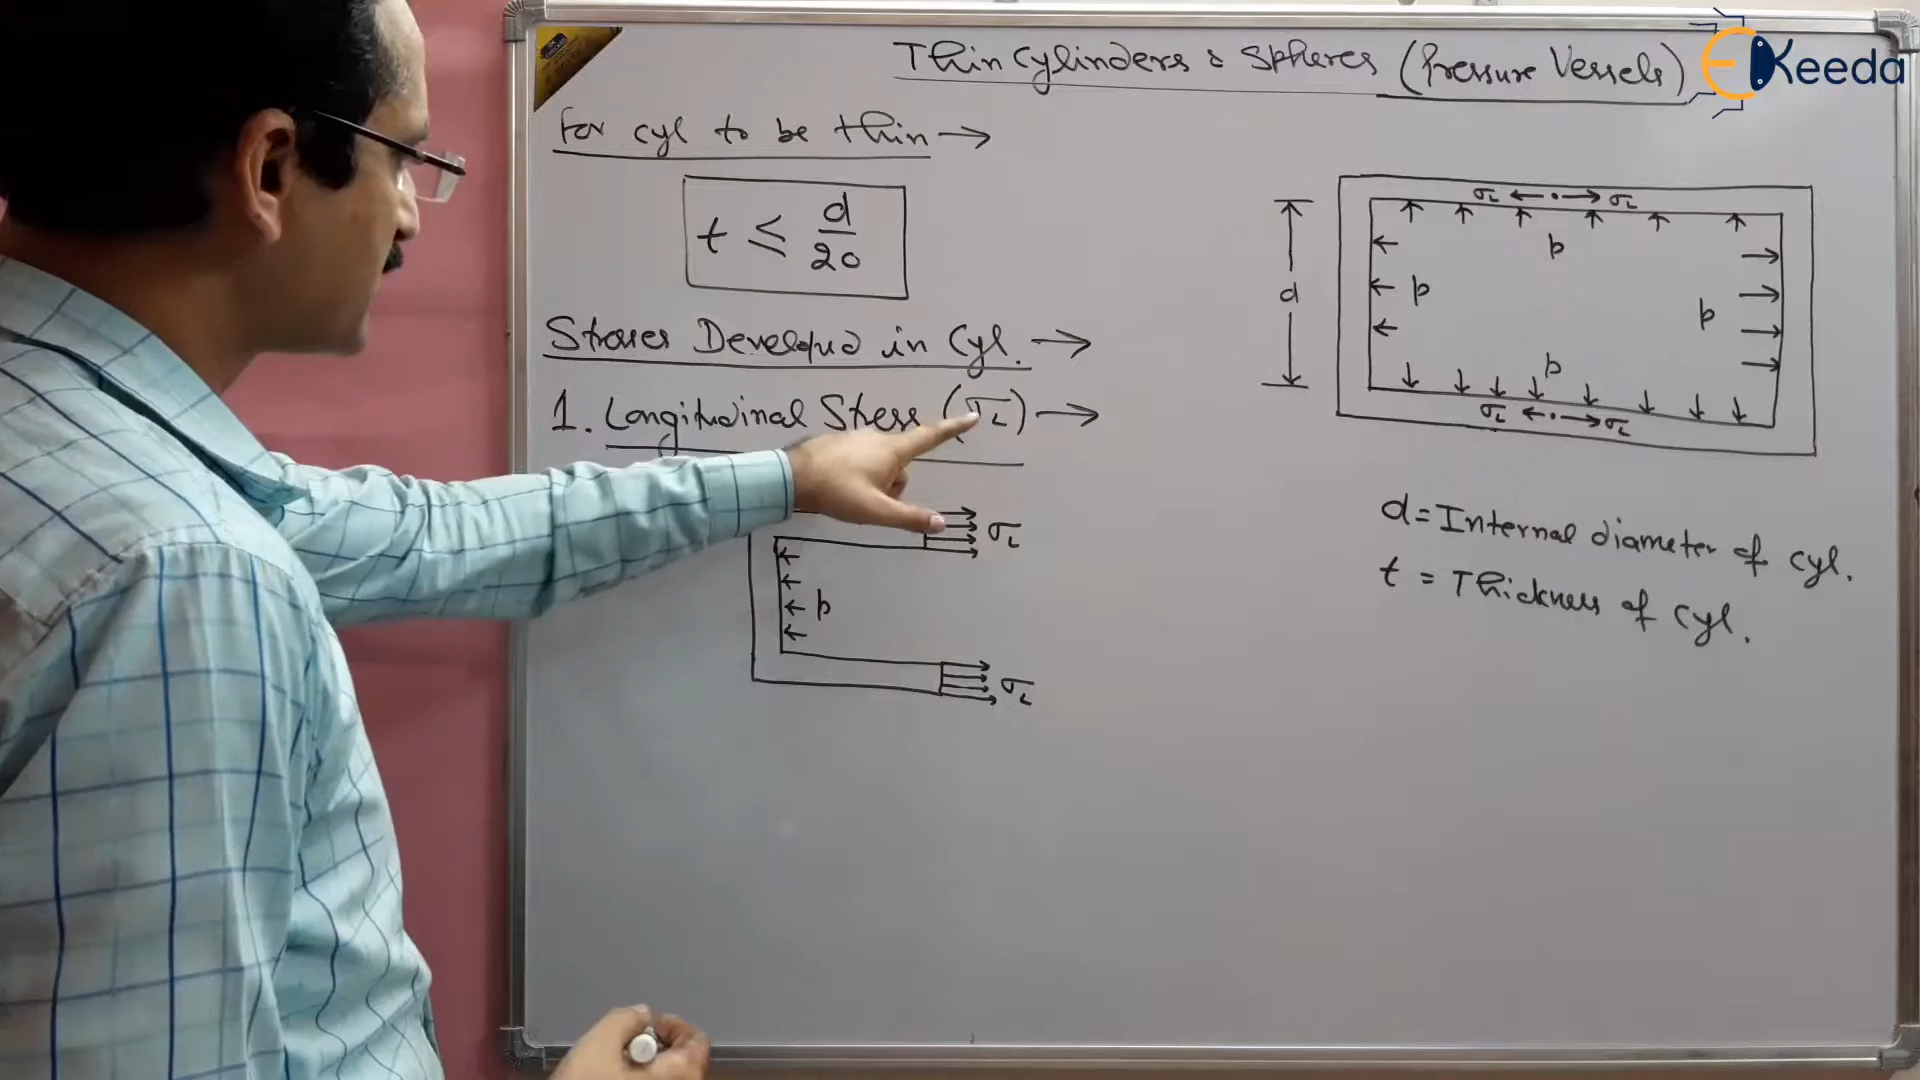 Thin Cylinders & Spheres (Pressure Vessels)
EKeeda
For cyl to be thin →
t ≤ d/20
Stresses Developed in Cyl. →
1. Longitudinal Stress (σL) →
σL ← · → σL
p
d
p
p
p
σL ← · → σL
σL
p
σL
d = Internal diameter of cyl.
t = Thickness of cyl.